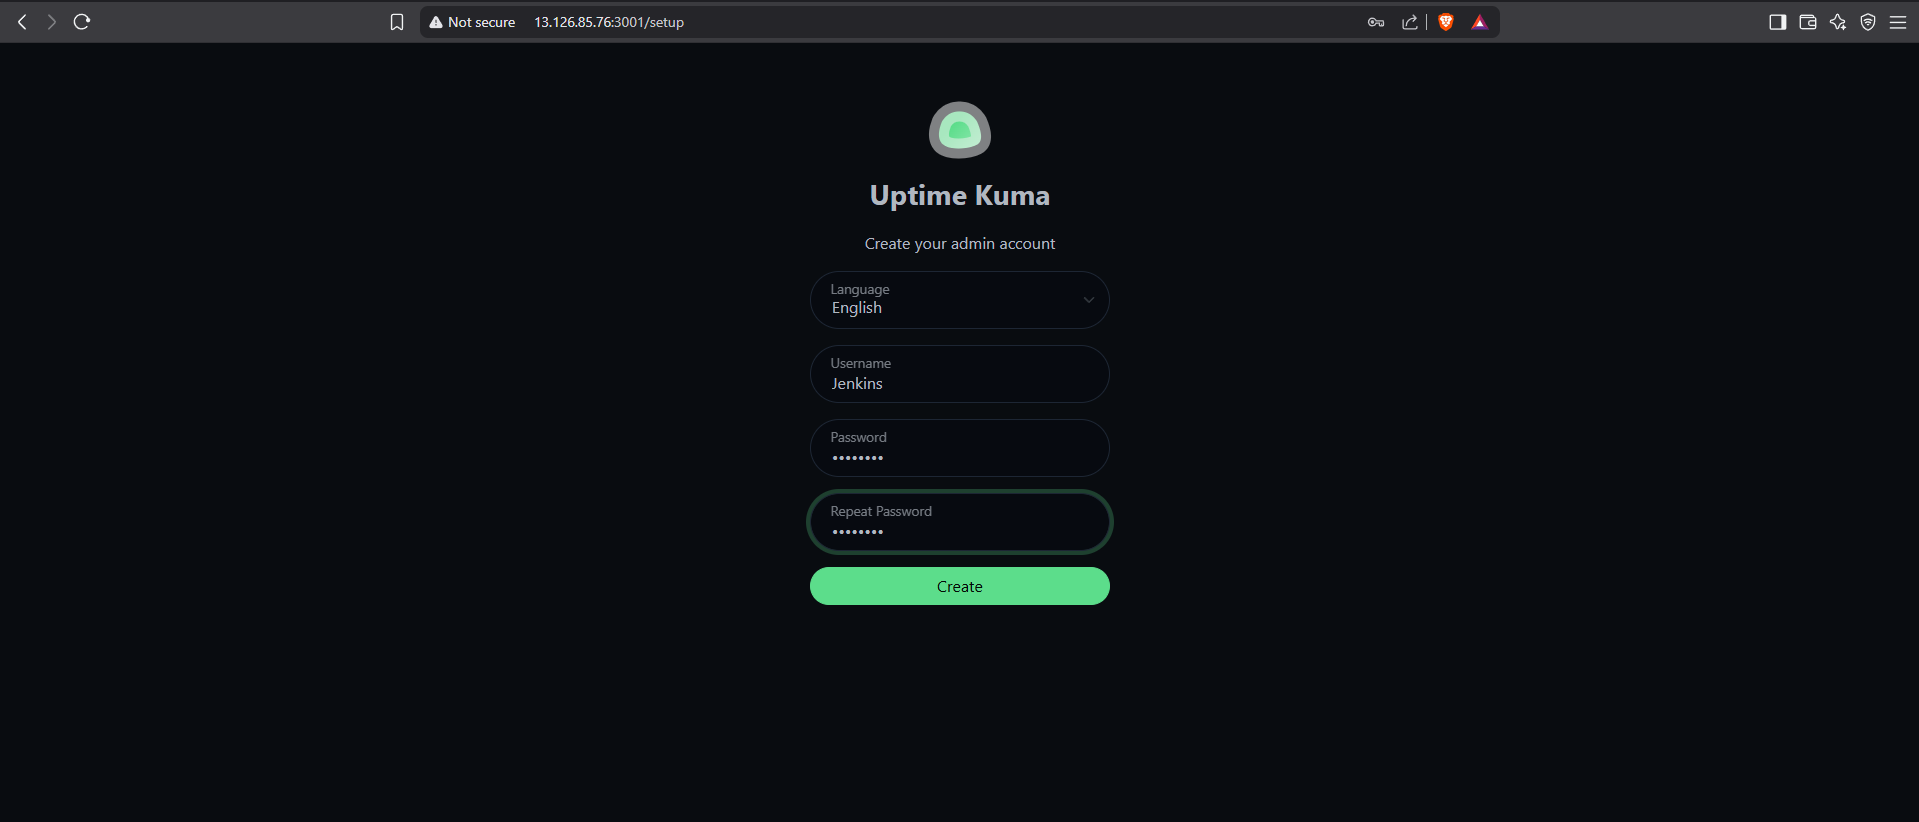 Not secure 13.126.85.76:3001/setup
Uptime Kuma
Create your admin account
Language
English
Username
Jenkins
Password
••••••••
Repeat Password
••••••••
Create